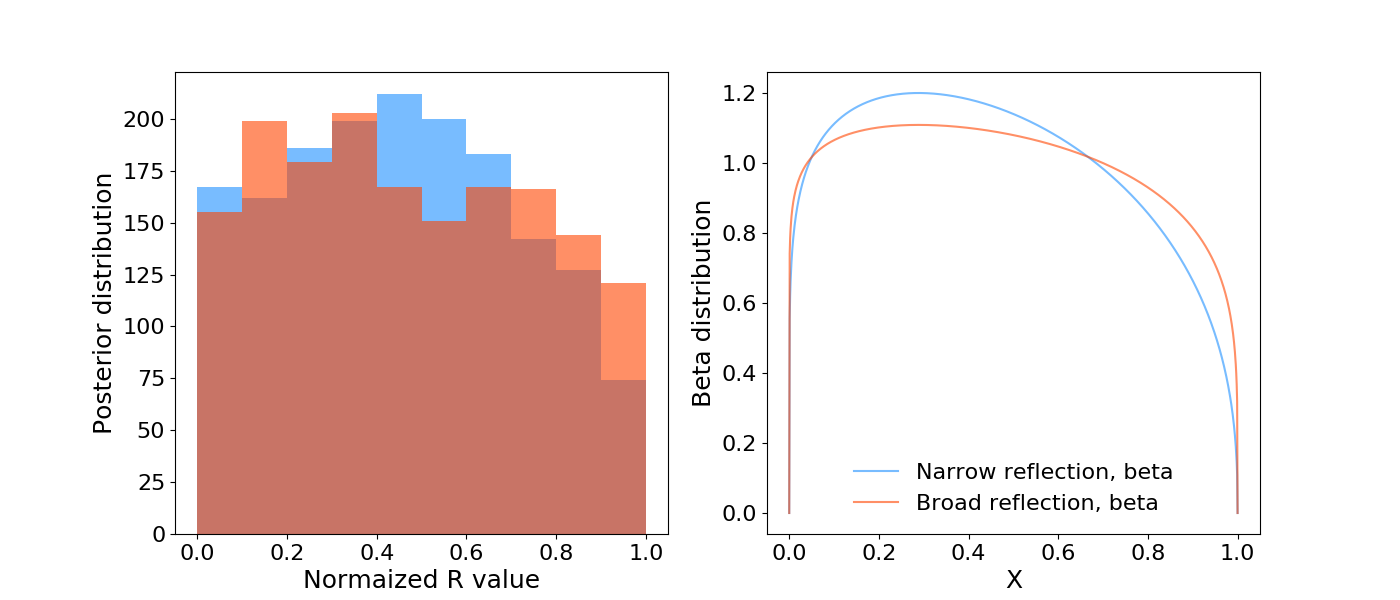 Posterior distribution
200
175
150
125
100
75
50
25
0
0.0 0.2 0.4 0.6 0.8 1.0
Normaized R value
Beta distribution
1.2
1.0
0.8
0.6
0.4
0.2
0.0
Narrow reflection, beta
Broad reflection, beta
0.0 0.2 0.4 0.6 0.8 1.0
X